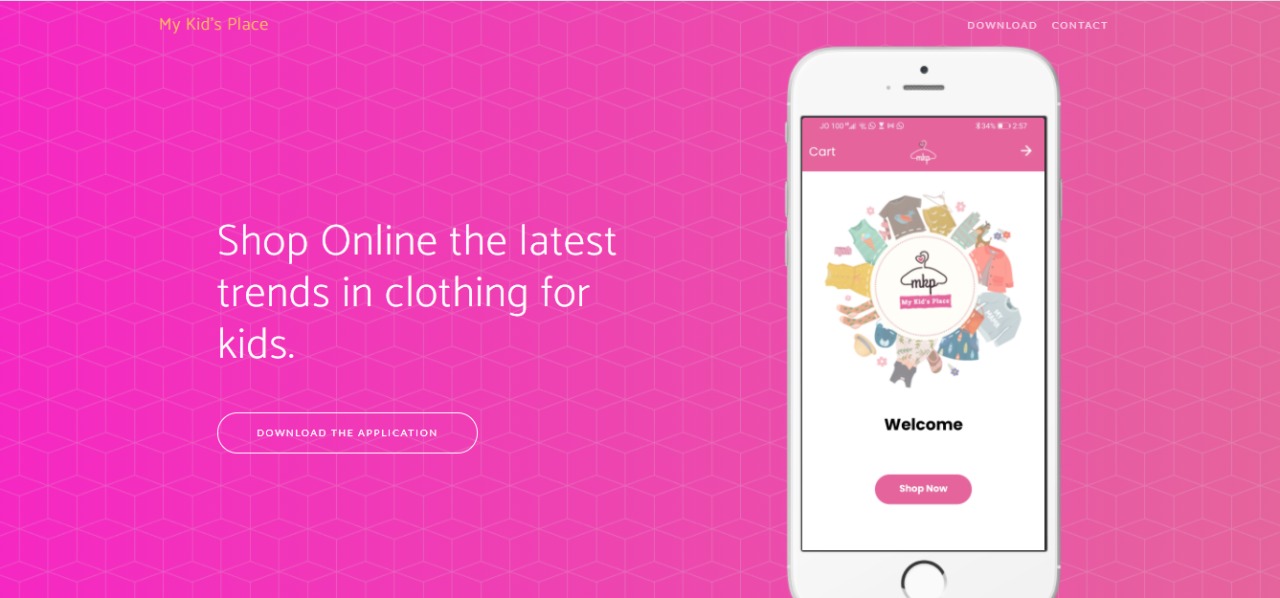 My Kid's Place
DOWNLOAD CONTACT
Shop Online the latest
trends in clothing for
kids.
DOWNLOAD THE APPLICATION
JO 100 34% 2:57
Cart
mkp
mkp
My Kid's Place
Welcome
Shop Now